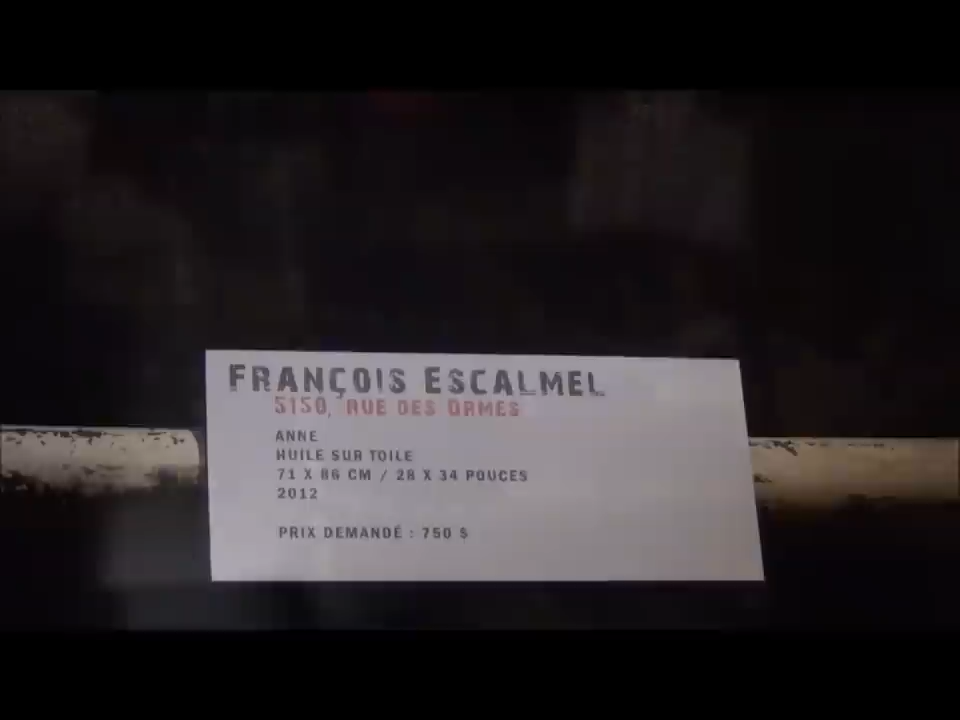 FRANÇOIS ESCALMEL
5150, RUE DES ORMES
ANNE
HUILE SUR TOILE
71 X 86 CM / 28 X 34 POUCES
2012
PRIX DEMANDÉ : 750 $